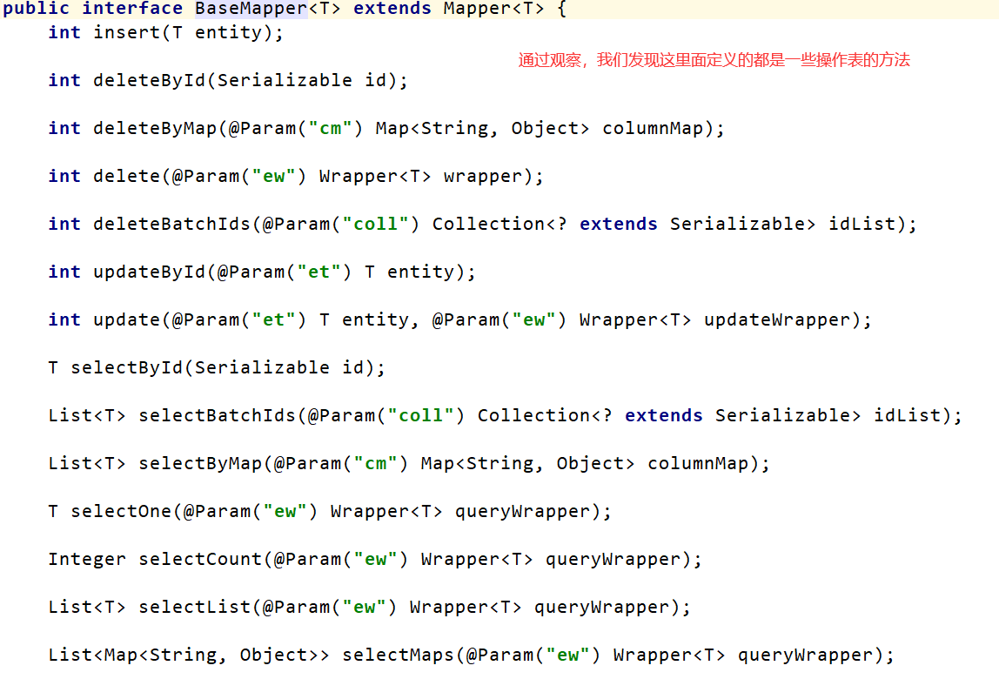 public interface BaseMapper<T> extends Mapper<T> {
    int insert(T entity);
通过观察，我们发现这里面定义的都是一些操作表的方法
    int deleteById(Serializable id);
    int deleteByMap(@Param("cm") Map<String, Object> columnMap);
    int delete(@Param("ew") Wrapper<T> wrapper);
    int deleteBatchIds(@Param("coll") Collection<? extends Serializable> idList);
    int updateById(@Param("et") T entity);
    int update(@Param("et") T entity, @Param("ew") Wrapper<T> updateWrapper);
    T selectById(Serializable id);
    List<T> selectBatchIds(@Param("coll") Collection<? extends Serializable> idList);
    List<T> selectByMap(@Param("cm") Map<String, Object> columnMap);
    T selectOne(@Param("ew") Wrapper<T> queryWrapper);
    Integer selectCount(@Param("ew") Wrapper<T> queryWrapper);
    List<T> selectList(@Param("ew") Wrapper<T> queryWrapper);
    List<Map<String, Object>> selectMaps(@Param("ew") Wrapper<T> queryWrapper);